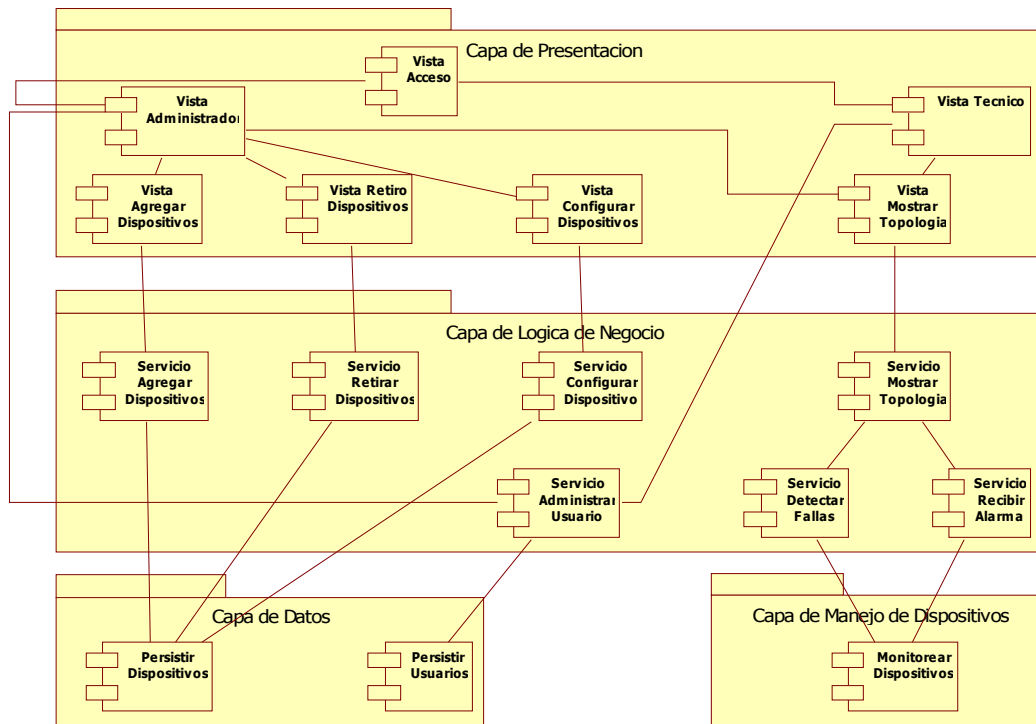 Capa de Presentacion
Vista
Acceso
Vista
Administrador
Vista Tecnico
Vista
Agregar
Dispositivos
Vista Retiro
Dispositivos
Vista
Configurar
Dispositivos
Vista
Mostrar
Topologia
Capa de Logica de Negocio
Servicio
Agregar
Dispositivos
Servicio
Retirar
Dispositivos
Servicio
Configurar
Dispositivo
Servicio
Mostrar
Topologia
Servicio
Administrar
Usuario
Servicio
Detectar
Fallas
Servicio
Recibir
Alarma
Capa de Datos
Persistir
Dispositivos
Persistir
Usuarios
Capa de Manejo de Dispositivos
Monitorear
Dispositivos